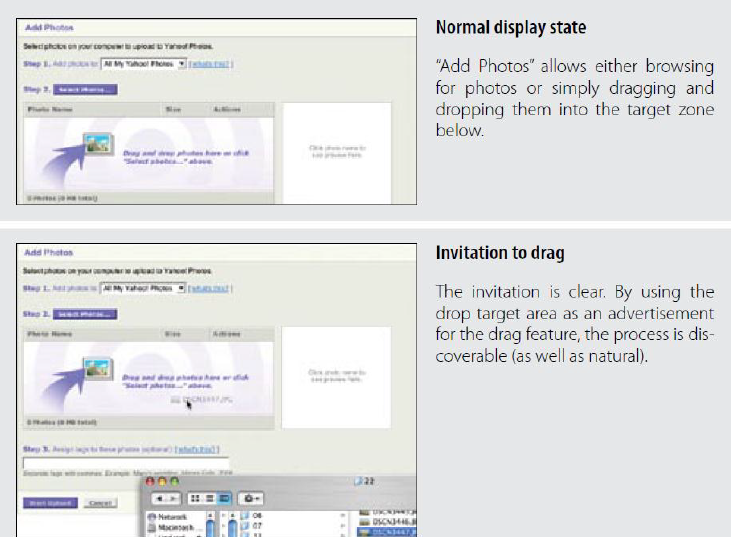 Add Photos
Select photos on your computer to upload to Yahoo! Photos.
Step 1. Add photos to: All My Yahoo! Photos [what's this?]
Step 2. Select Photos...
Photo Name Size Actions
Drag and drop photos here or click
"Select photos..." above.
Click photo name to
see preview here.
0 Photos (0 MB total)
Normal display state
“Add Photos” allows either browsing
for photos or simply dragging and
dropping them into the target zone
below.
Add Photos
Select photos on your computer to upload to Yahoo! Photos.
Step 1. Add photos to: All My Yahoo! Photos [what's this?]
Step 2. Select Photos...
Photo Name Size Actions
Drag and drop photos here or click
"Select photos..." above.
DSCN3447.JPG
Click photo name to
see preview here.
0 Photos (0 MB total)
Step 3. Assign tags to these photos (optional) [what's this?]
Separate tags with commas. Example:
Start Upload Cancel
22
Network 06
Macintosh 07
DSCN3446.J
DSCN3447.J
Invitation to drag
The invitation is clear. By using the
drop target area as an advertisement
for the drag feature, the process is dis-
coverable (as well as natural).